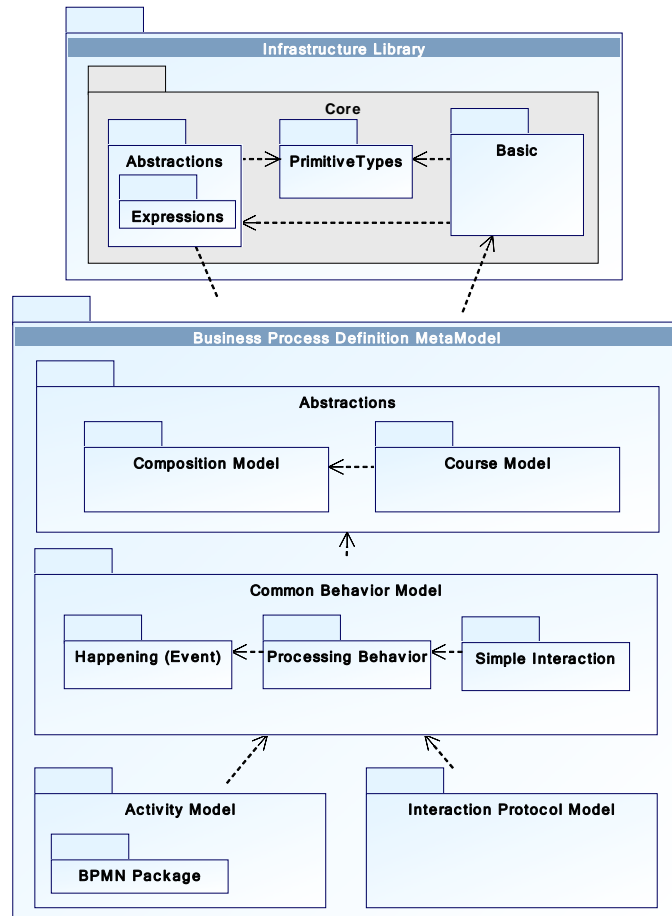 Infrastructure Library
Core
Abstractions
PrimitiveTypes
Basic
Expressions
Business Process Definition MetaModel
Abstractions
Composition Model
Course Model
Common Behavior Model
Happening (Event)
Processing Behavior
Simple Interaction
Activity Model
Interaction Protocol Model
BPMN Package